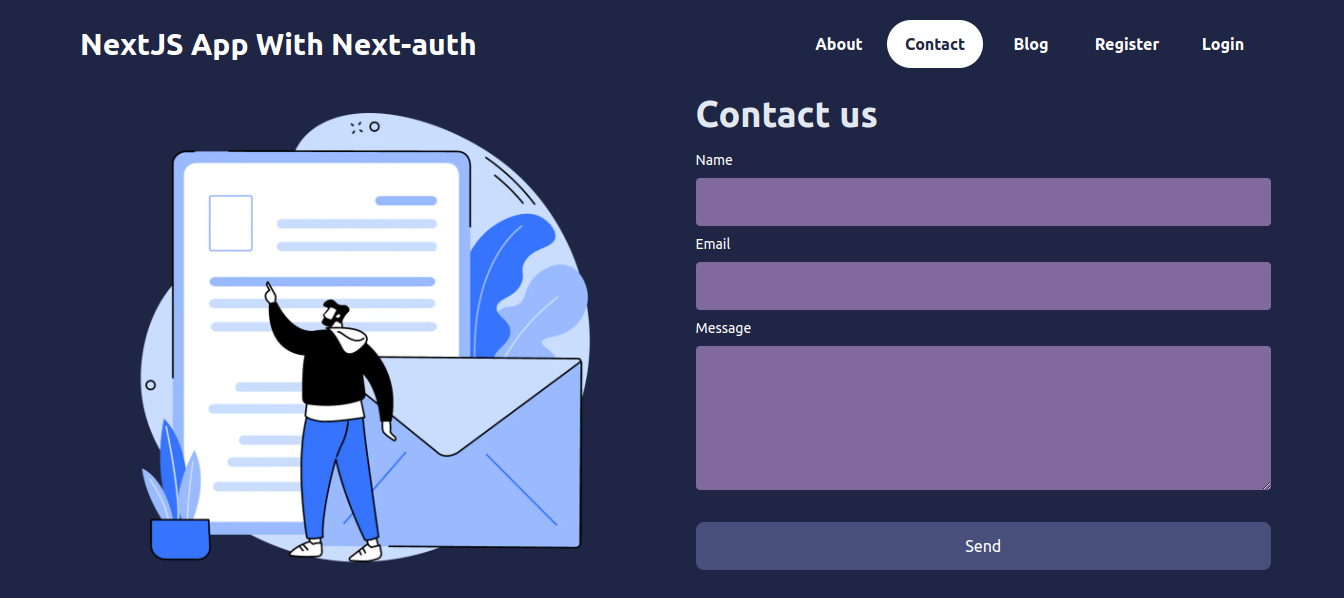 NextJS App With Next-auth
About Contact Blog Register Login
Contact us
Name
Email
Message
Send